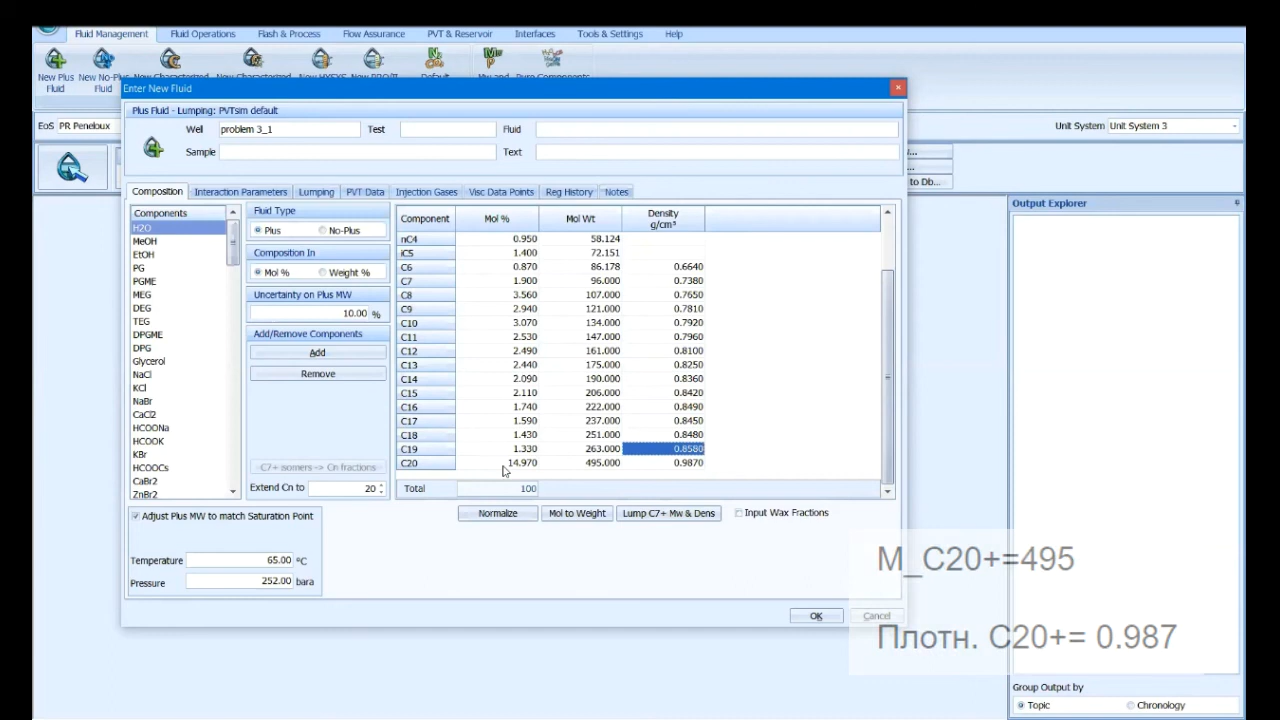 Fluid Management Fluid Operations Flash & Process Flow Assurance PVT & Reservoir Interfaces Tools & Settings Help
New Plus Fluid
New No-Plus Fluid
Enter New Fluid
Plus Fluid - Lumping: PVTsim default
EoS PR Peneloux
Unit System Unit System 3
Well problem 3_1 Test Fluid
Sample Text
to Db...
Composition Interaction Parameters Lumping PVT Data Injection Gases Visc Data Points Reg History Notes
Output Explorer
Components
H2O
MeOH
EtOH
PG
PGME
MEG
DEG
TEG
DPGME
DPG
Glycerol
NaCl
KCl
NaBr
CaCl2
HCOONa
HCOOK
KBr
HCOOCs
CaBr2
ZnBr2
Fluid Type
Plus No-Plus
Composition In
Mol % Weight %
Uncertainty on Plus MW
10.00 %
Add/Remove Components
Add
Remove
C7+ isomers -> Cn fractions
Extend Cn to 20
Component Mol % Mol Wt Density g/cm³
nC4 0.950 58.124
iC5 1.400 72.151
C6 0.870 86.178 0.6640
C7 1.900 96.000 0.7380
C8 3.560 107.000 0.7650
C9 2.940 121.000 0.7810
C10 3.070 134.000 0.7920
C11 2.530 147.000 0.7960
C12 2.490 161.000 0.8100
C13 2.440 175.000 0.8250
C14 2.090 190.000 0.8360
C15 2.110 206.000 0.8420
C16 1.740 222.000 0.8490
C17 1.590 237.000 0.8450
C18 1.430 251.000 0.8480
C19 1.330 263.000 0.8580
C20 14.970 495.000 0.9870
Total 100
Normalize Mol to Weight Lump C7+ Mw & Dens Input Wax Fractions
Adjust Plus MW to match Saturation Point
Temperature 65.00 ºC
Pressure 252.00 bara
OK Cancel
M_C20+=495
Плотн. C20+= 0.987
Group Output by
Topic Chronology